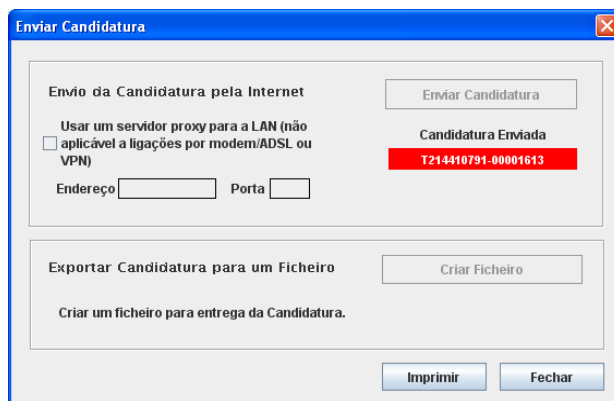 Enviar Candidatura
Envio da Candidatura pela Internet
Enviar Candidatura
Usar um servidor proxy para a LAN (não
aplicável a ligações por modem/ADSL ou
VPN)
Candidatura Enviada
T214410791-00001613
Endereço
Porta
Exportar Candidatura para um Ficheiro
Criar Ficheiro
Criar um ficheiro para entrega da Candidatura.
Imprimir
Fechar